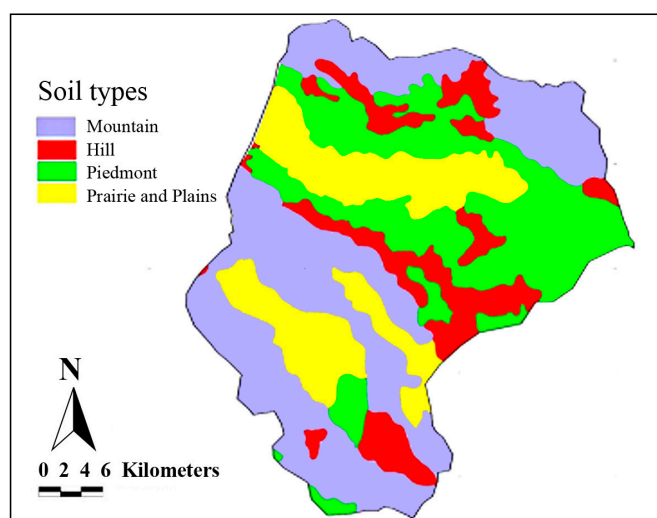 Soil types
Mountain
Hill
Piedmont
Prairie and Plains
N
0 2 4 6 Kilometers